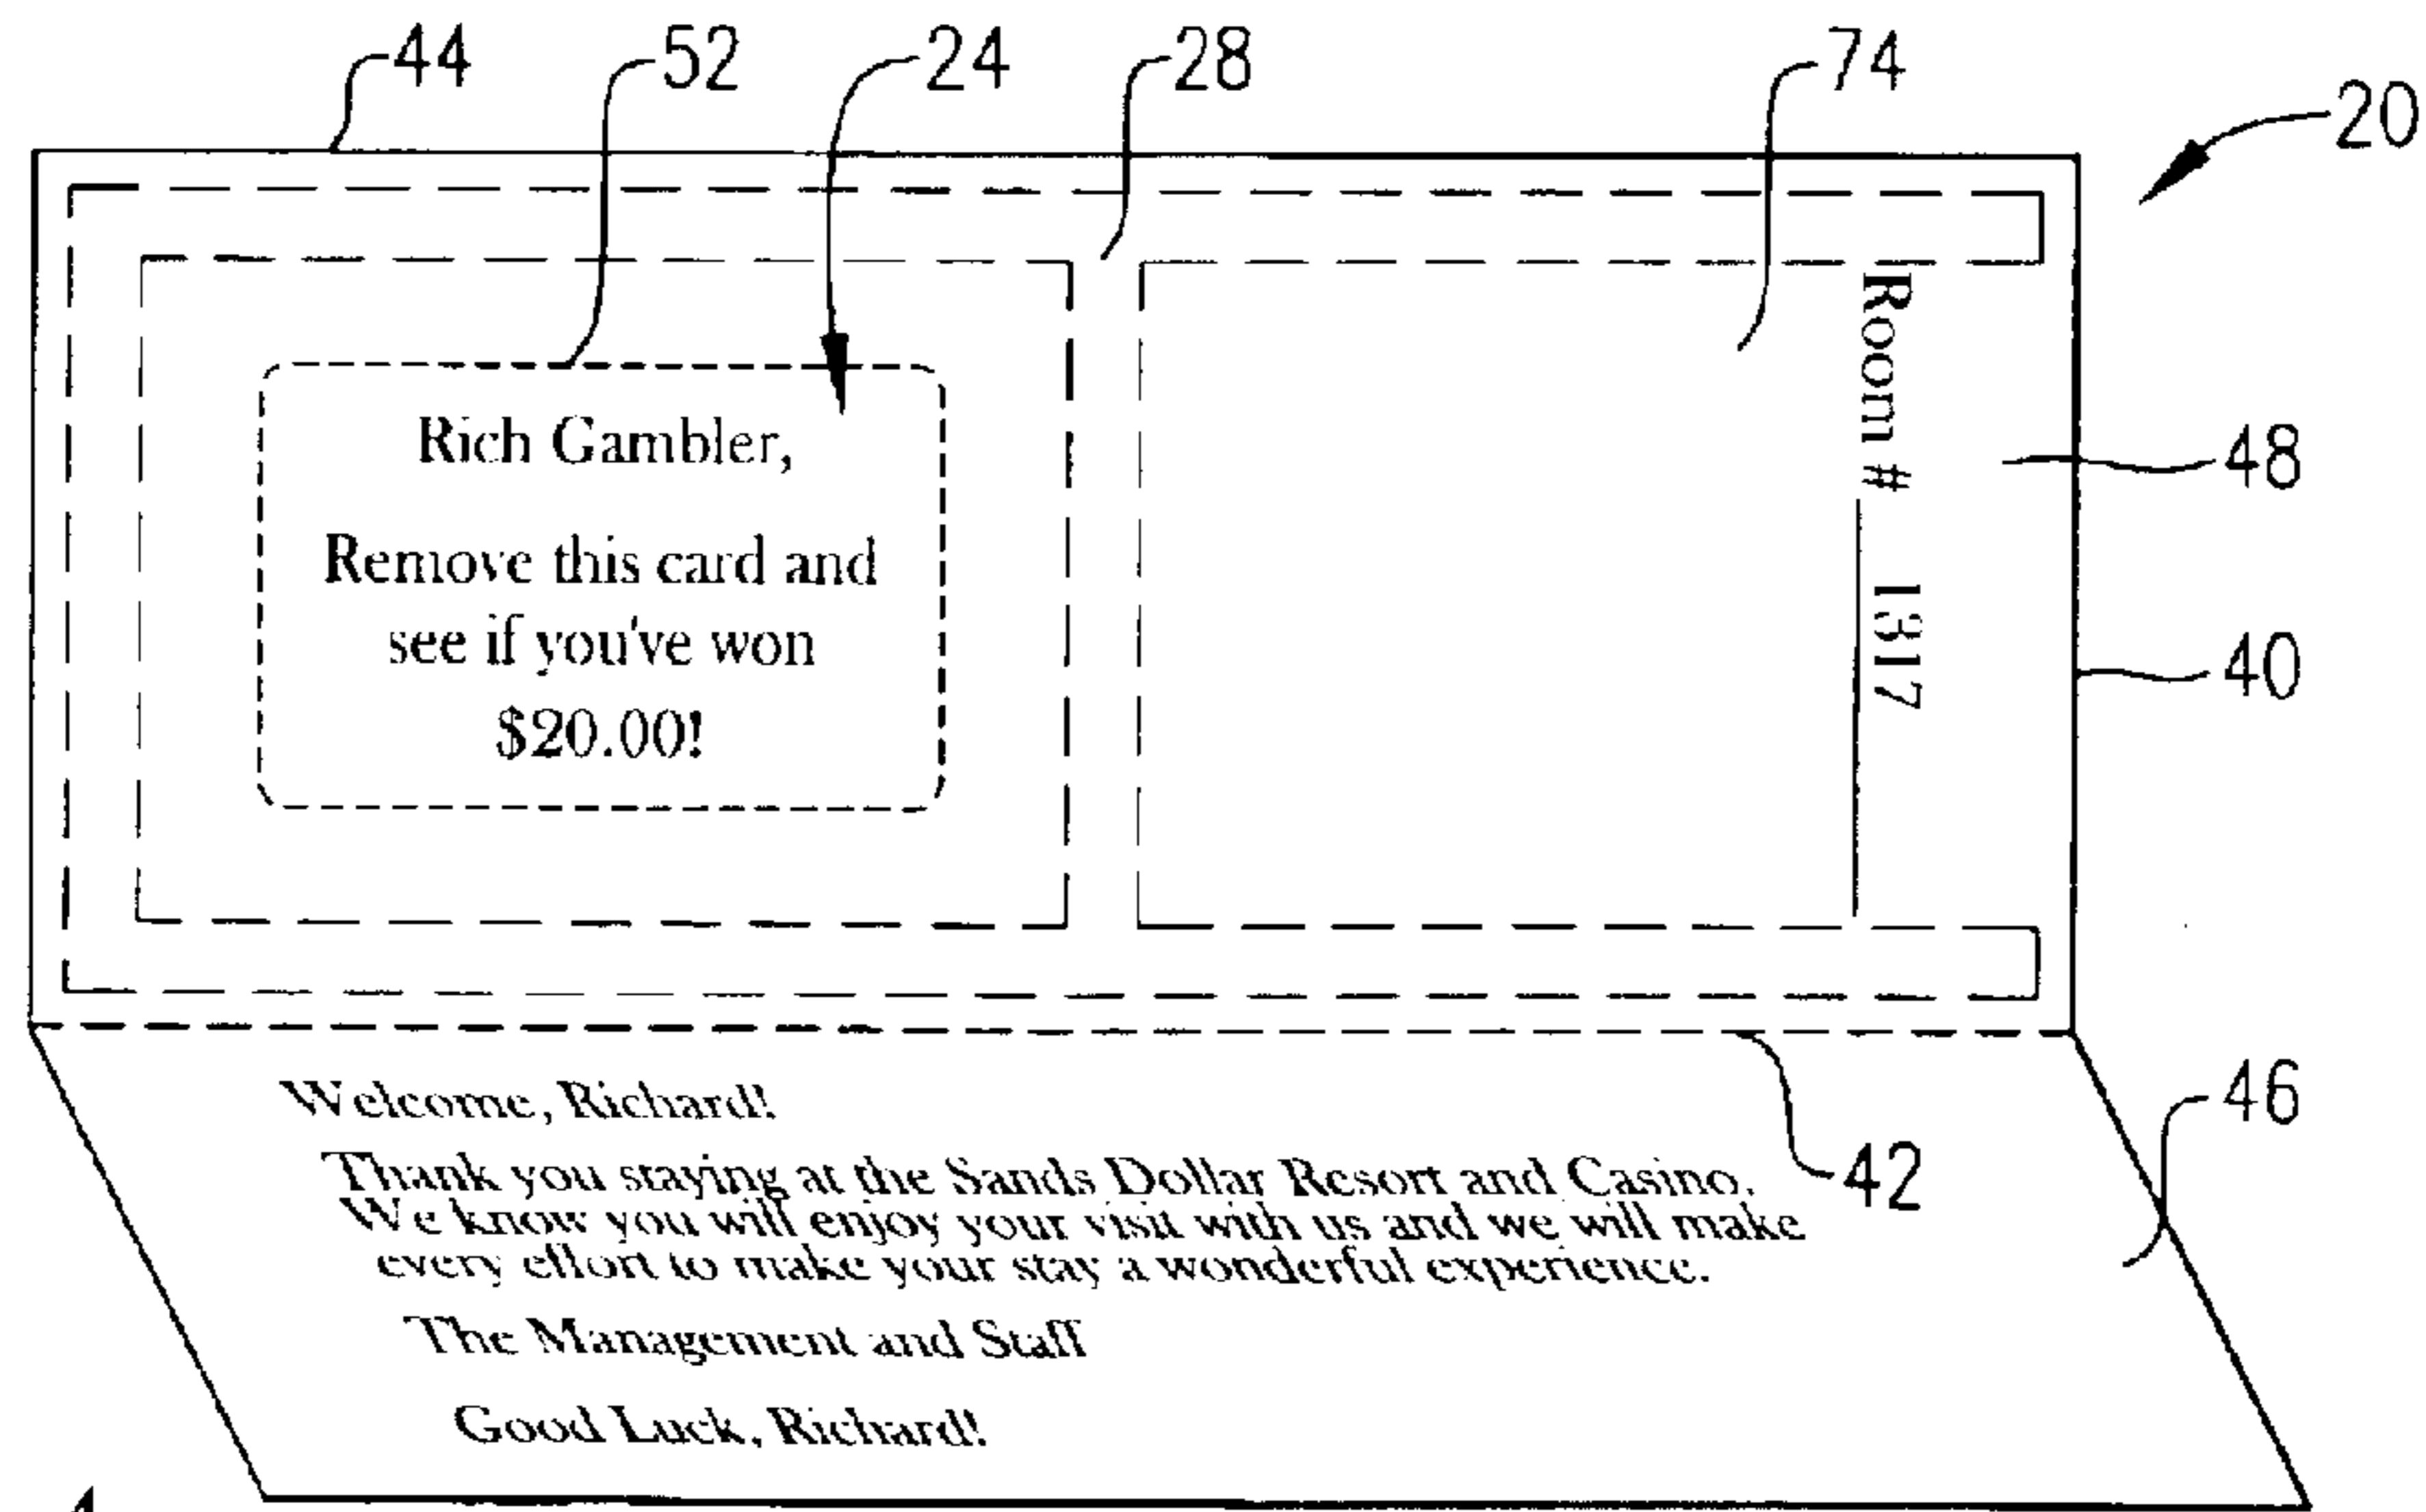 44
52
24
28
74
20
Rich Gambler,
Remove this card and
see if you've won
$20.00!
Room # 1317
48
40
46
42
Welcome, Richard!
Thank you staying at the Sands Dollar Resort and Casino.
We know you will enjoy your visit with us and we will make
every effort to make your stay a wonderful experience.
The Management and Staff
Good Luck, Richard!